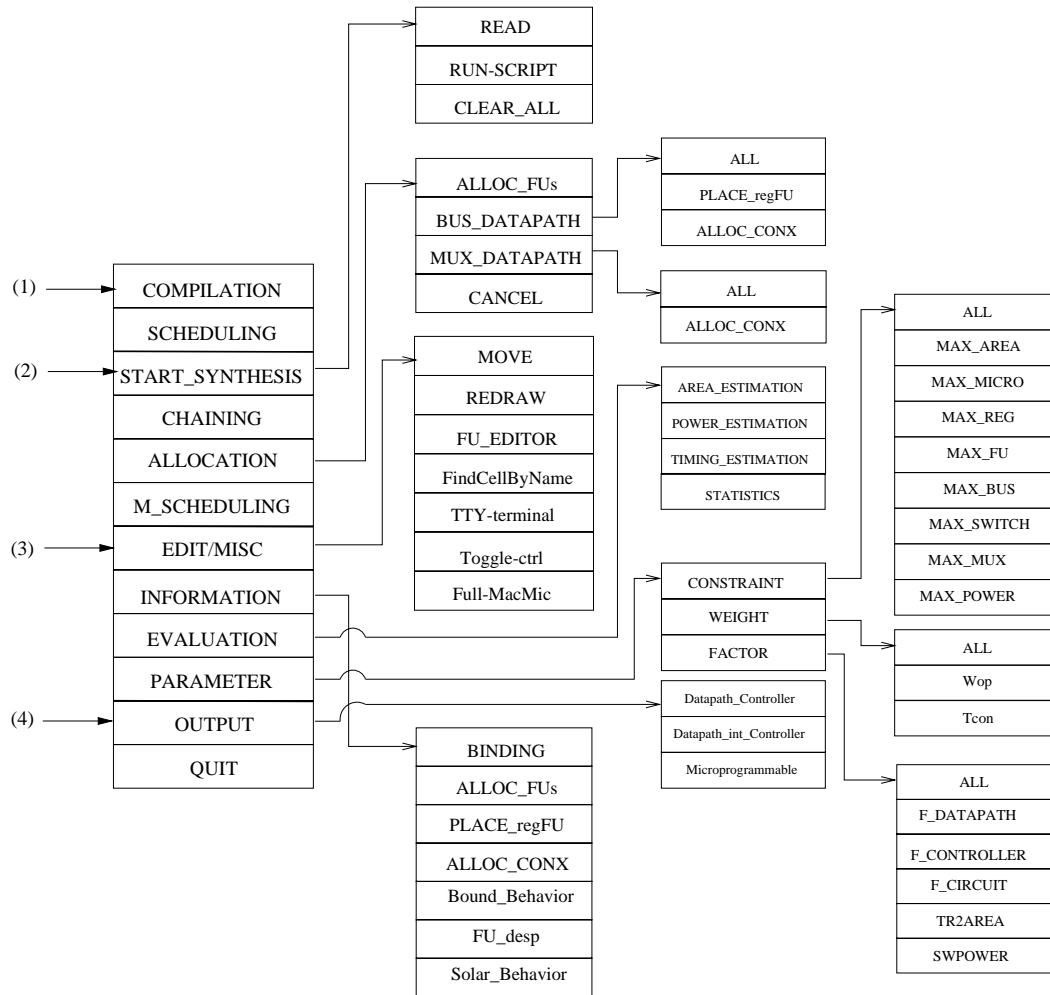 READ
RUN-SCRIPT
CLEAR_ALL
ALLOC_FUs
BUS_DATAPATH
MUX_DATAPATH
CANCEL
ALL
PLACE_regFU
ALLOC_CONX
ALL
ALLOC_CONX
(1)
(2)
(3)
(4)
COMPILATION
SCHEDULING
START_SYNTHESIS
CHAINING
ALLOCATION
M_SCHEDULING
EDIT/MISC
INFORMATION
EVALUATION
PARAMETER
OUTPUT
QUIT
MOVE
REDRAW
FU_EDITOR
FindCellByName
TTY-terminal
Toggle-ctrl
Full-MacMic
AREA_ESTIMATION
POWER_ESTIMATION
TIMING_ESTIMATION
STATISTICS
CONSTRAINT
WEIGHT
FACTOR
Datapath_Controller
Datapath_int_Controller
Microprogrammable
ALL
MAX_AREA
MAX_MICRO
MAX_REG
MAX_FU
MAX_BUS
MAX_SWITCH
MAX_MUX
MAX_POWER
ALL
Wop
Tcon
BINDING
ALLOC_FUs
PLACE_regFU
ALLOC_CONX
Bound_Behavior
FU_desp
Solar_Behavior
ALL
F_DATAPATH
F_CONTROLLER
F_CIRCUIT
TR2AREA
SWPOWER